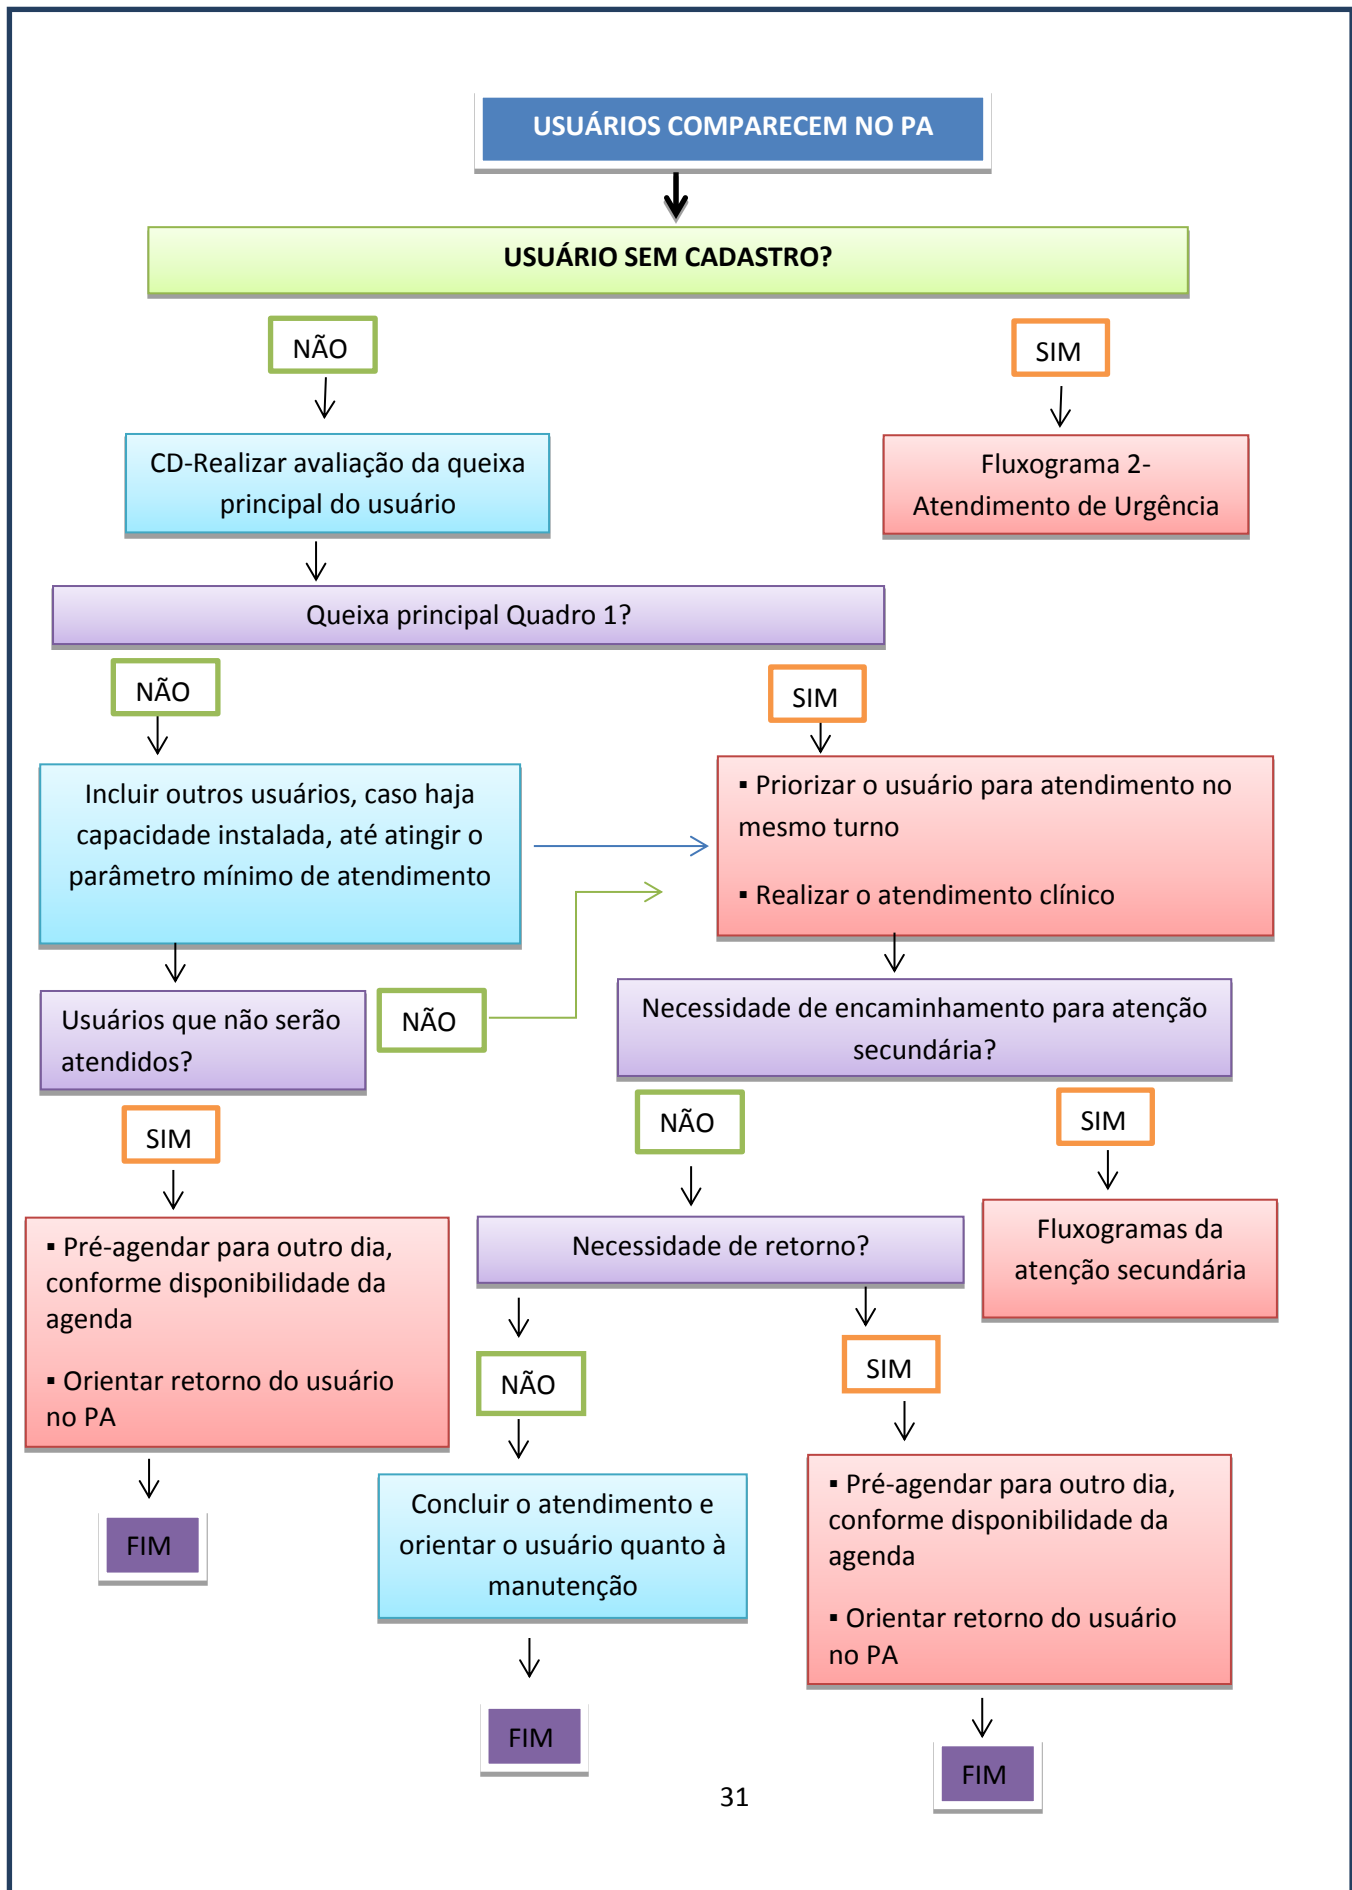 USUÁRIOS COMPARECEM NO PA
USUÁRIO SEM CADASTRO?
NÃO
SIM
CD-Realizar avaliação da queixa
principal do usuário
Fluxograma 2-
Atendimento de Urgência
Queixa principal Quadro 1?
NÃO
SIM
Incluir outros usuários, caso haja
capacidade instalada, até atingir o
parâmetro mínimo de atendimento
▪ Priorizar o usuário para atendimento no
mesmo turno
▪ Realizar o atendimento clínico
Usuários que não serão
atendidos?
NÃO
Necessidade de encaminhamento para atenção
secundária?
SIM
NÃO
SIM
▪ Pré-agendar para outro dia,
conforme disponibilidade da
agenda
▪ Orientar retorno do usuário
no PA
Necessidade de retorno?
Fluxogramas da
atenção secundária
NÃO
SIM
FIM
Concluir o atendimento e
orientar o usuário quanto à
manutenção
▪ Pré-agendar para outro dia,
conforme disponibilidade da
agenda
▪ Orientar retorno do usuário
no PA
FIM
FIM
31